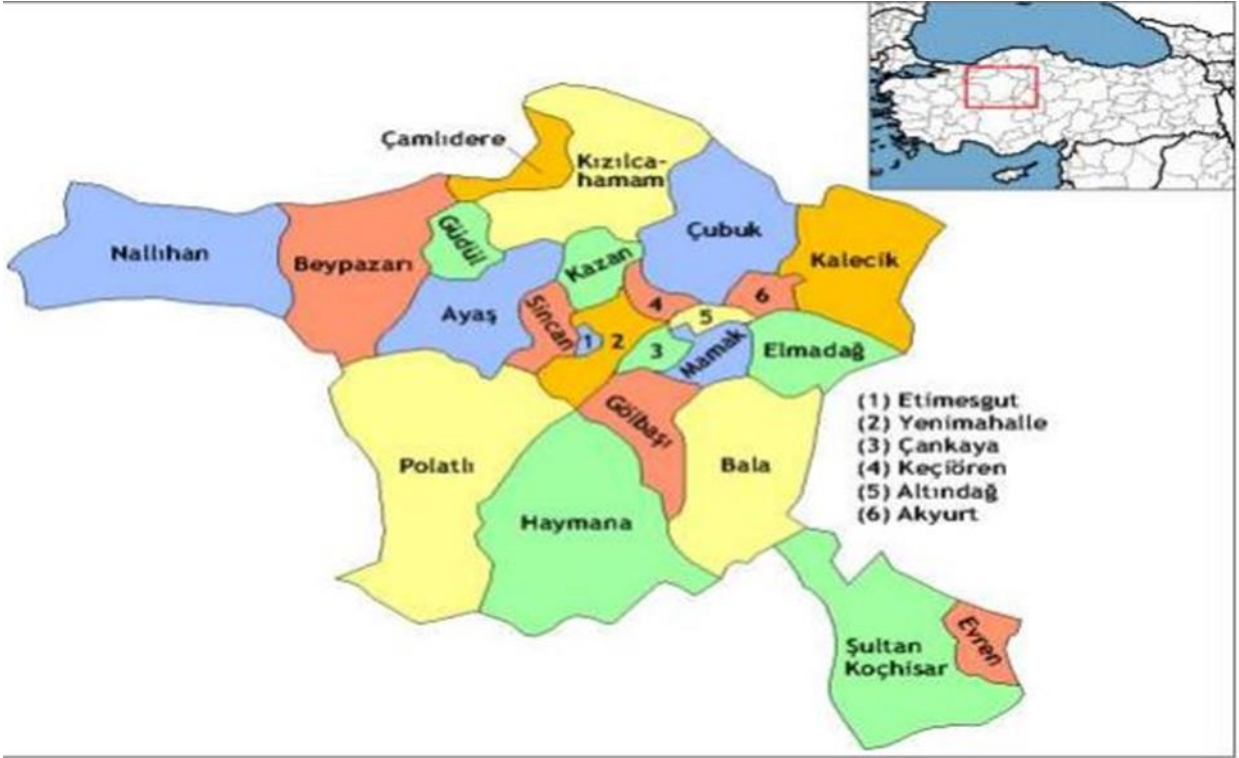 Çamlıdere
Kızılca-
hamam
Nallıhan
Beypazarı
Güdül
Çubuk
Kalecik
Kazan
Ayaş
Sincan
1
2
3
4
5
6
Mamak
Elmadağ
Gölbaşı
Polatlı
Bala
Haymana
(1) Etimesgut
(2) Yenimahalle
(3) Çankaya
(4) Keçiören
(5) Altındağ
(6) Akyurt
Şultan
Koçhisar
Evren